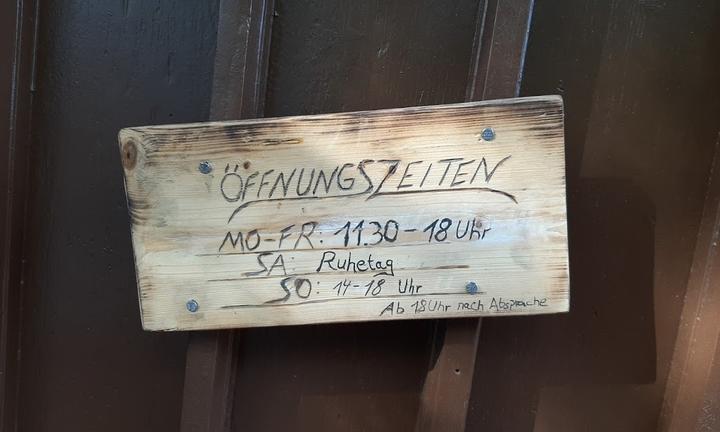 ÖFFNUNGSZEITEN
MO-FR: 11.30-18 Uhr
SA: Ruhetag
SO: 14-18 Uhr
Ab 18 Uhr nach Absprache